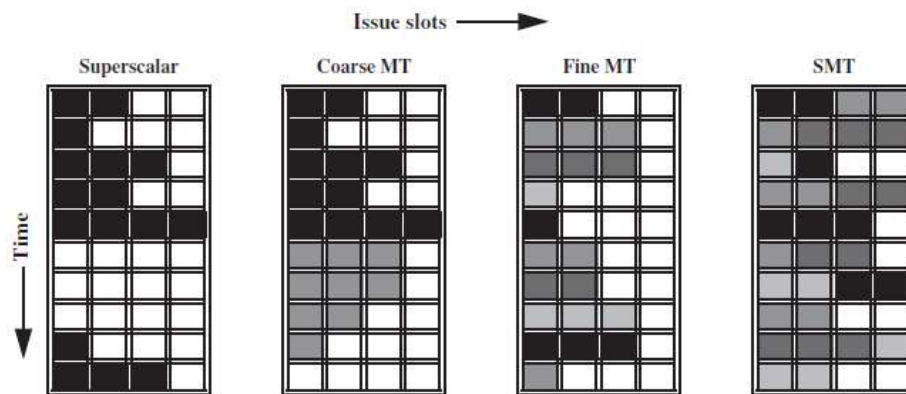 Issue slots
Superscalar
Coarse MT
Fine MT
SMT
Time